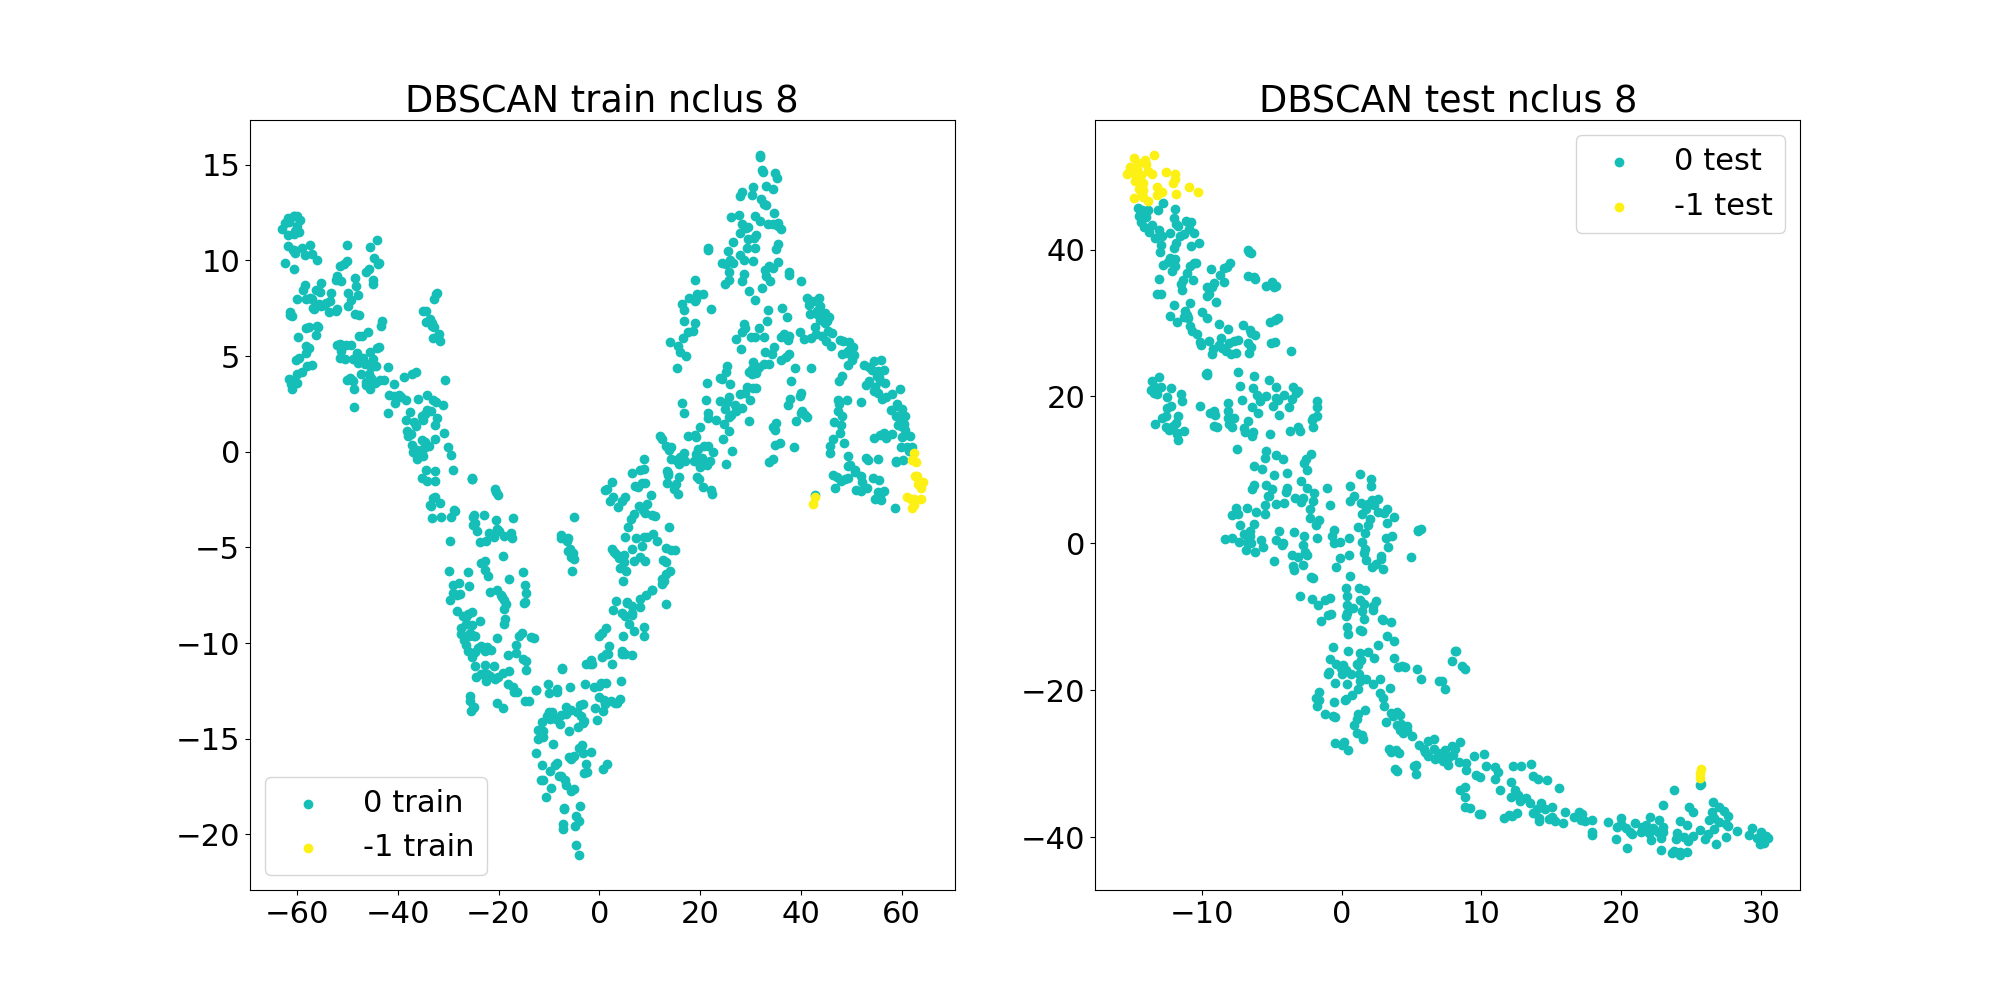 DBSCAN train nclus 8
15
10
5
0
−5
−10
−15
−20
−60 −40 −20 0 20 40 60
0 train
-1 train
DBSCAN test nclus 8
40
20
0
−20
−40
−10 0 10 20 30
0 test
-1 test